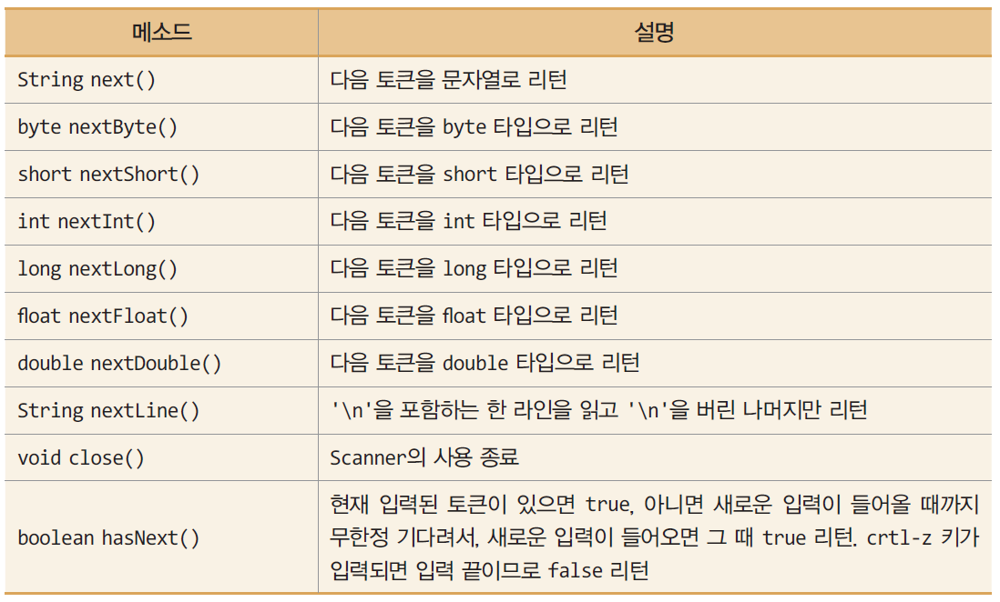 메소드 설명
String next() 다음 토큰을 문자열로 리턴
byte nextByte() 다음 토큰을 byte 타입으로 리턴
short nextShort() 다음 토큰을 short 타입으로 리턴
int nextInt() 다음 토큰을 int 타입으로 리턴
long nextLong() 다음 토큰을 long 타입으로 리턴
float nextFloat() 다음 토큰을 float 타입으로 리턴
double nextDouble() 다음 토큰을 double 타입으로 리턴
String nextLine() '\n'을 포함하는 한 라인을 읽고 '\n'을 버린 나머지만 리턴
void close() Scanner의 사용 종료
boolean hasNext() 현재 입력된 토큰이 있으면 true, 아니면 새로운 입력이 들어올 때까지
무한정 기다려서, 새로운 입력이 들어오면 그 때 true 리턴. crtl-z 키가
입력되면 입력 끝이므로 false 리턴